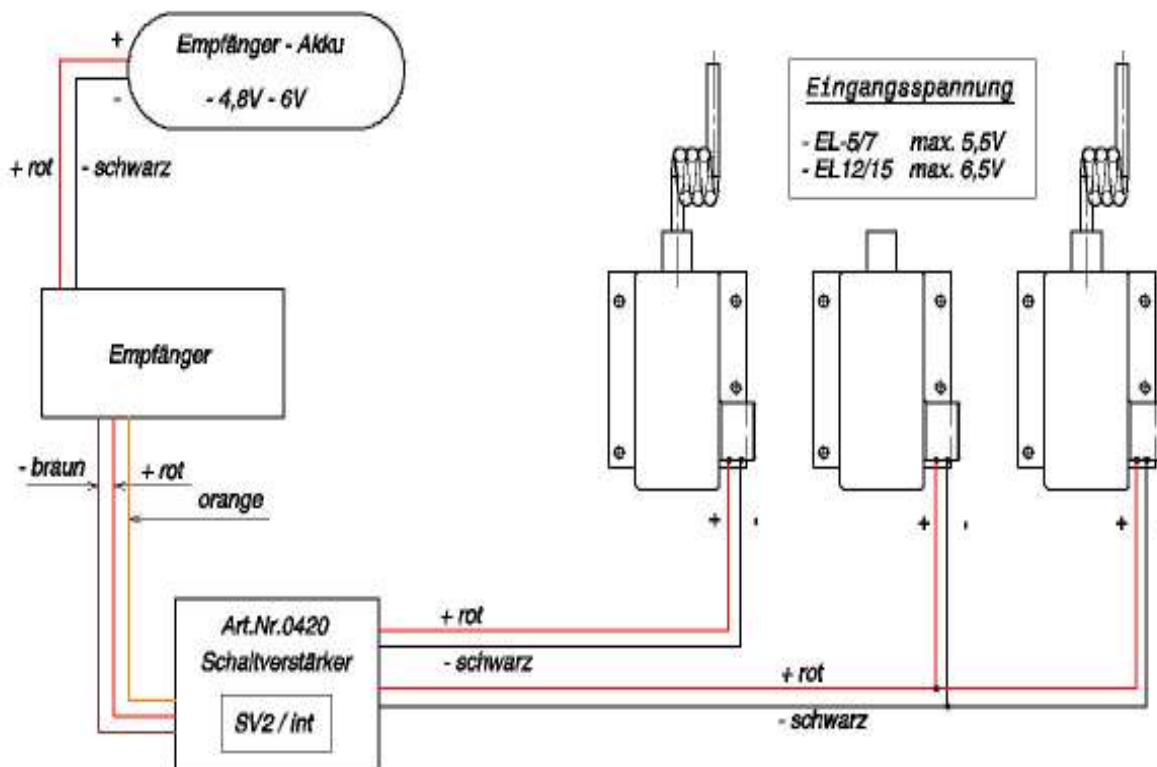 +
Empfänger - Akku
-
- 4,8V - 6V
Eingangsspannung
- EL-5/7 max. 5,5V
- EL12/15 max. 6,5V
+ rot
- schwarz
Empfänger
- braun
+ rot
orange
+ -
+ -
+
Art.Nr.0420
Schaltverstärker
SV2 / int
+ rot
- schwarz
+ rot
- schwarz